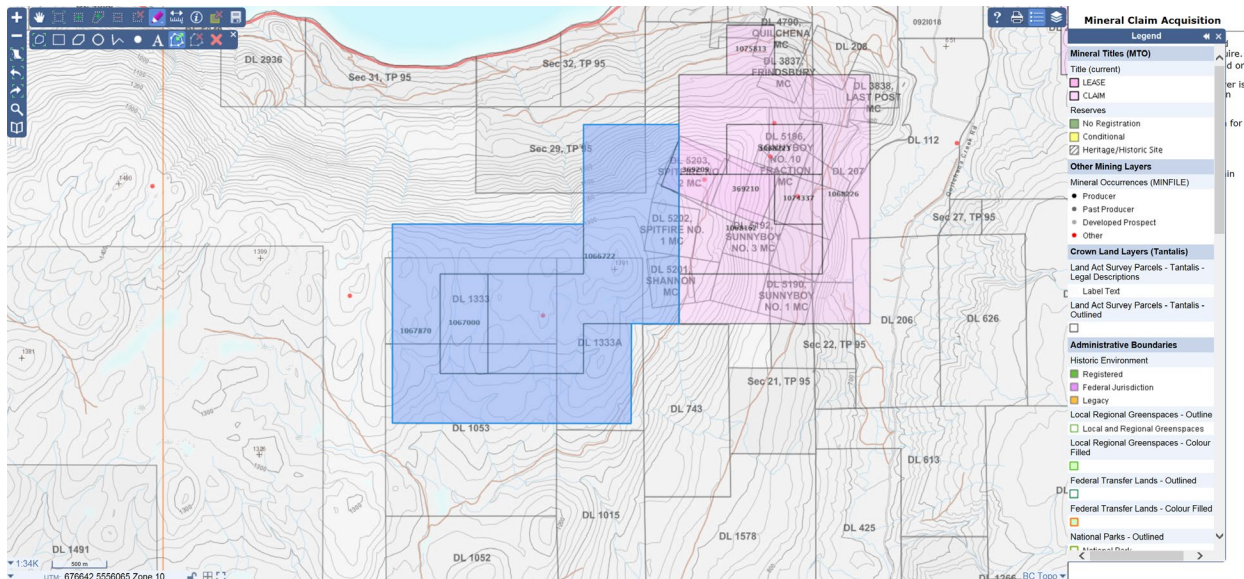 DL 4790,
QUILCHENA
MC
092I018
DL 2936
Sec 31, TP 95
Sec 32, TP 95
1075813
DL 208
DL 3837,
FRINDSBURY
MC
DL 3838,
LAST POST
MC
DL 5196,
SUNNYBOY
NO. 10
FRACTION
MC
DL 112
Sec 29, TP 95
DL 5203,
2 MC
369209
369210
DL 207
1074337
1068226
Sec 27, TP 95
DL 5202,
SPITFIRE NO.
1 MC
SUNNYBOY
NO. 3 MC
1066722
DL 5201,
SHANNON
MC
DL 5190,
SUNNYBOY
NO. 1 MC
DL 1333
1067870
1067000
DL 1333A
DL 206
DL 626
Sec 22, TP 95
Sec 21, TP 95
DL 743
DL 1053
DL 613
DL 1015
DL 425
DL 1578
DL 1052
DL 1491
1:34K
500 m
UTM: 676642 5556065 Zone 10
BC Topo
Mineral Claim Acquisition
Legend
Mineral Titles (MTO)
Title (current)
LEASE
CLAIM
Reserves
No Registration
Conditional
Heritage/Historic Site
Other Mining Layers
Mineral Occurrences (MINFILE)
Producer
Past Producer
Developed Prospect
Other
Crown Land Layers (Tantalis)
Land Act Survey Parcels - Tantalis -
Legal Descriptions
Label Text
Land Act Survey Parcels - Tantalis -
Outlined
Administrative Boundaries
Historic Environment
Registered
Federal Jurisdiction
Legacy
Local Regional Greenspaces - Outline
Local and Regional Greenspaces
Local Regional Greenspaces - Colour
Filled
Federal Transfer Lands - Outlined
Federal Transfer Lands - Colour Filled
National Parks - Outlined
National Park